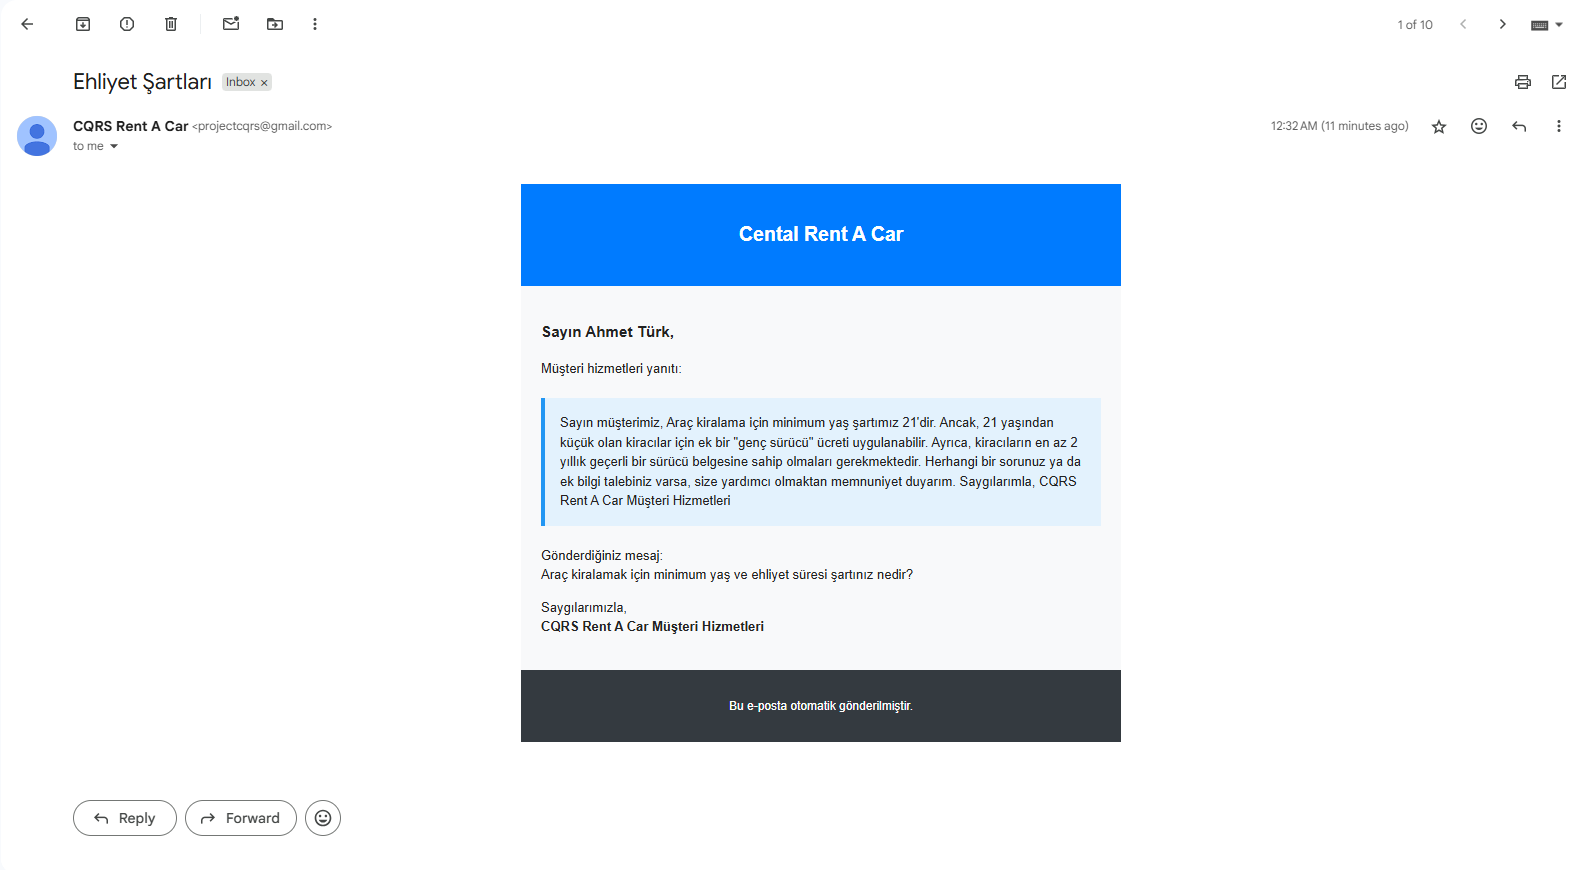 1 of 10
Ehliyet Şartları
Inbox ×
CQRS Rent A Car <projectcqrs@gmail.com>
12:32 AM (11 minutes ago)
to me
Cental Rent A Car
Sayın Ahmet Türk,
Müşteri hizmetleri yanıtı:
Sayın müşterimiz, Araç kiralama için minimum yaş şartımız 21'dir. Ancak, 21 yaşından
küçük olan kiracılar için ek bir "genç sürücü" ücreti uygulanabilir. Ayrıca, kiracıların en az 2
yıllık geçerli bir sürücü belgesine sahip olmaları gerekmektedir. Herhangi bir sorunuz ya da
ek bilgi talebiniz varsa, size yardımcı olmaktan memnuniyet duyarım. Saygılarımla, CQRS
Rent A Car Müşteri Hizmetleri
Gönderdiğiniz mesaj:
Araç kiralamak için minimum yaş ve ehliyet süresi şartınız nedir?
Saygılarımızla,
CQRS Rent A Car Müşteri Hizmetleri
Bu e-posta otomatik gönderilmiştir.
Reply
Forward